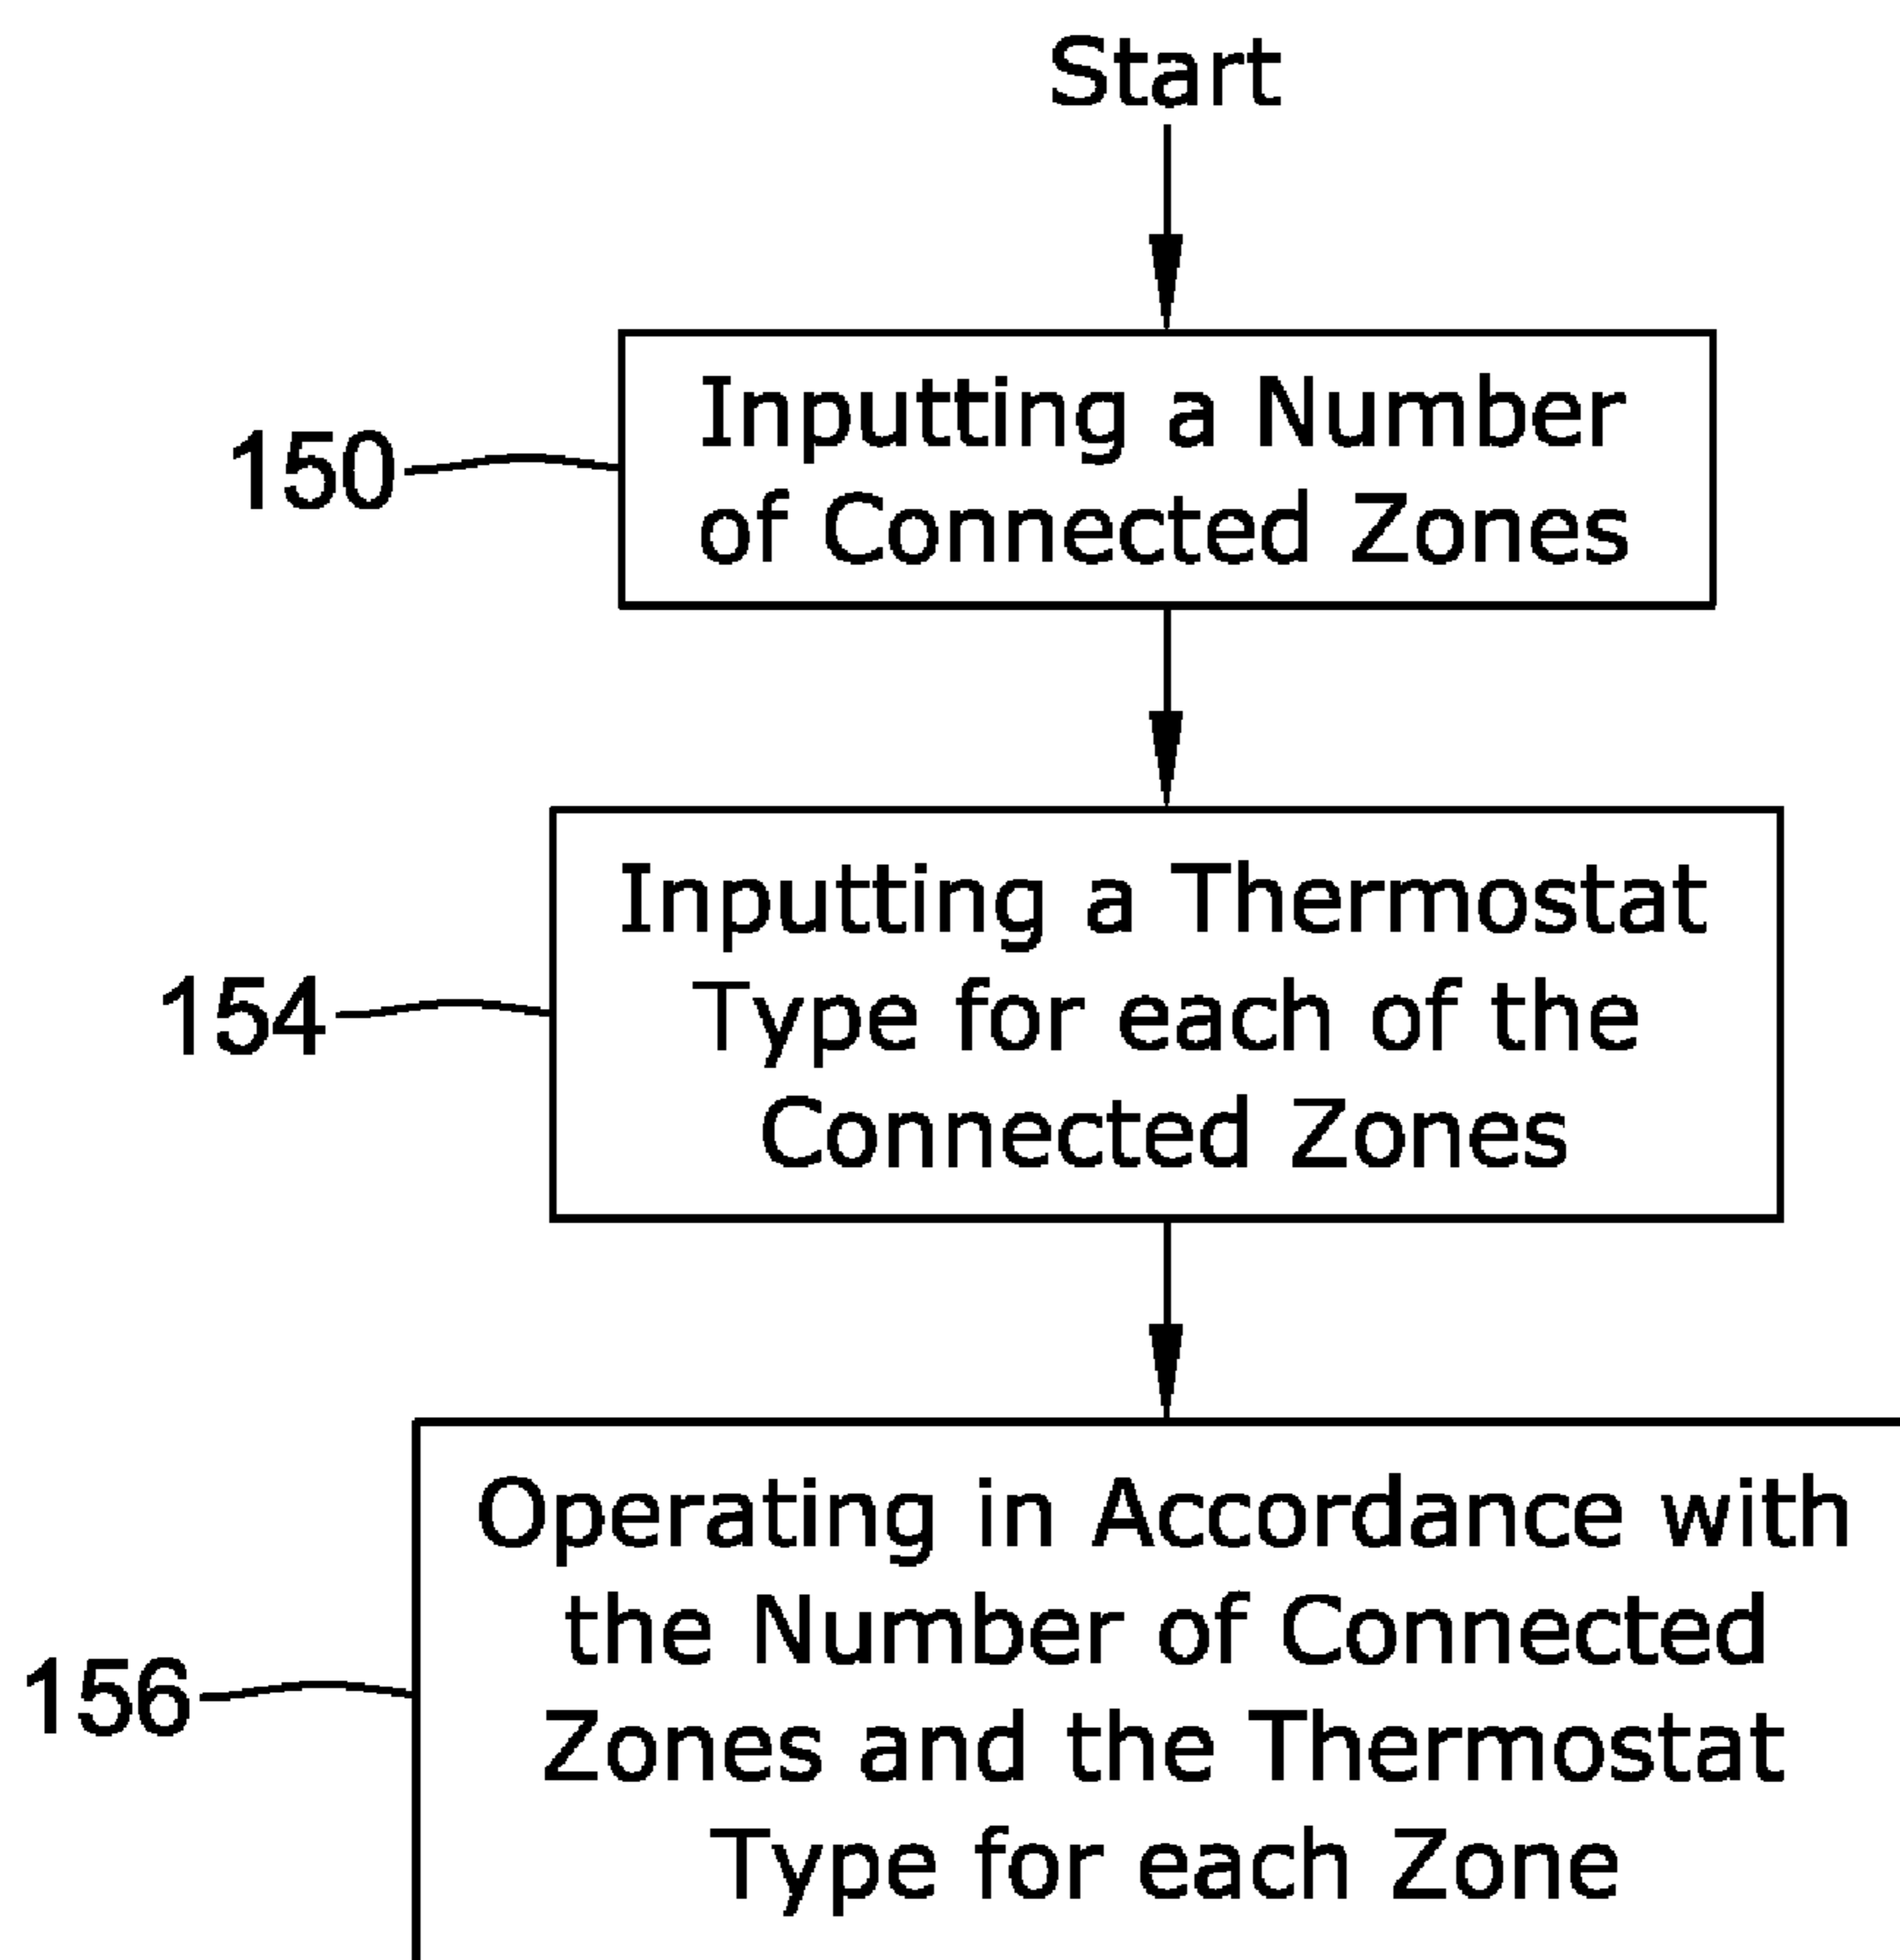 Start
150
Inputting a Number
of Connected Zones
154
Inputting a Thermostat
Type for each of the
Connected Zones
156
Operating in Accordance with
the Number of Connected
Zones and the Thermostat
Type for each Zone